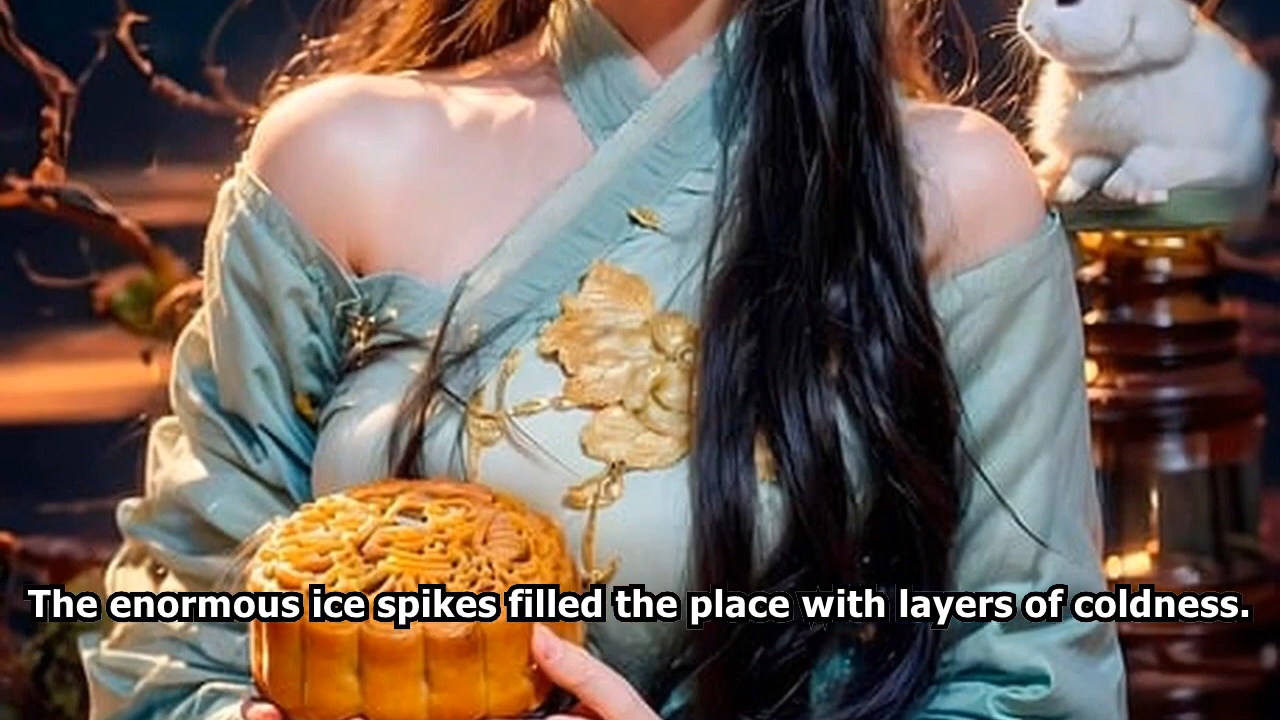 The enormous ice spikes filled the place with layers of coldness.